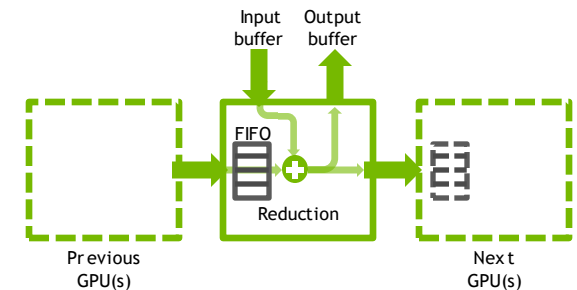 Input
buffer
Output
buffer
FIFO
Reduction
Previous
GPU(s)
Next
GPU(s)